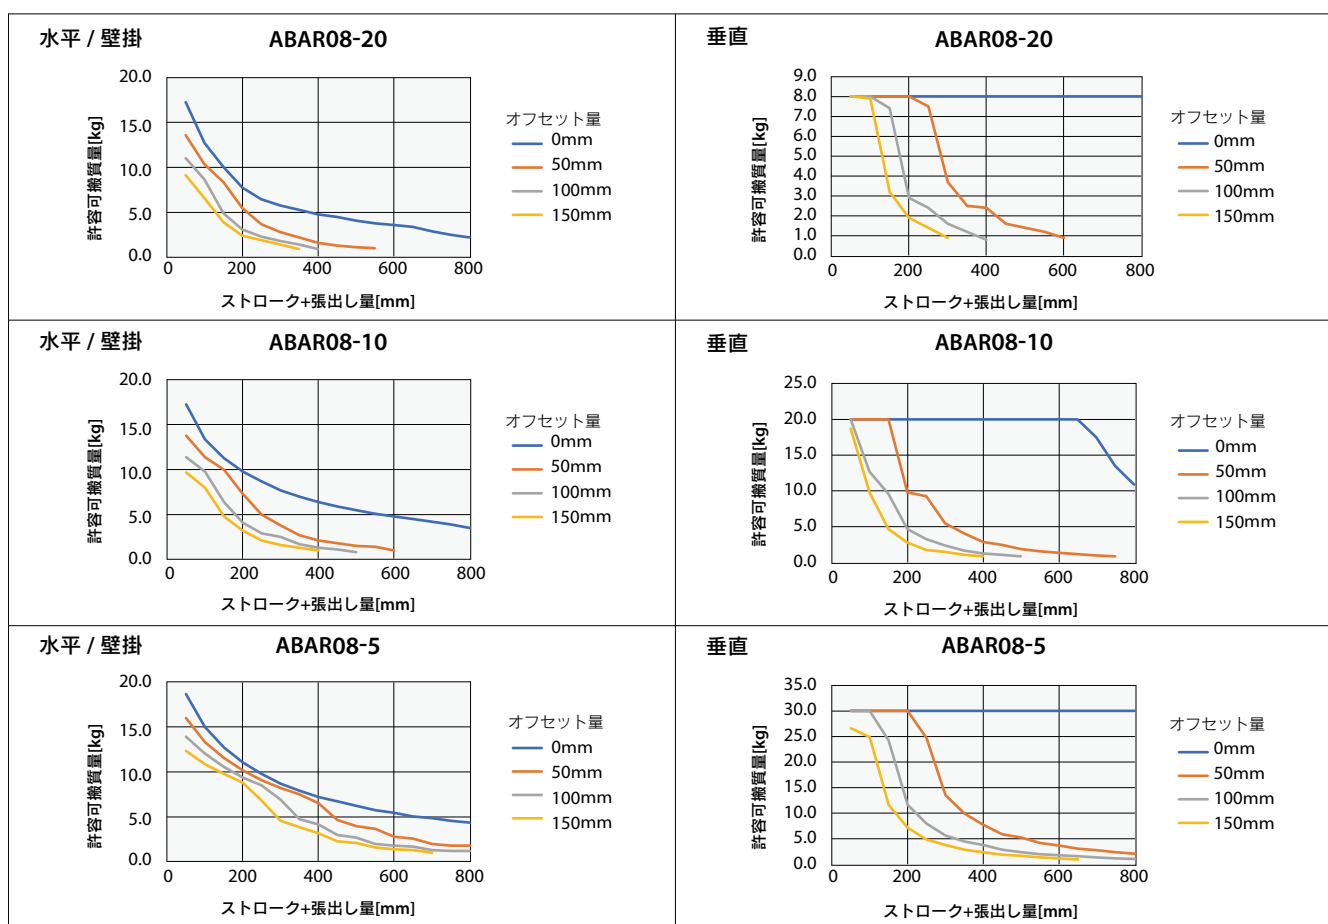 水平 / 壁掛
ABAR08-20
許容可搬質量[kg]
20.0
15.0
10.0
5.0
0.0
0
200
400
600
800
ストローク+張出し量[mm]
オフセット量
0mm
50mm
100mm
150mm
垂直
ABAR08-20
許容可搬質量[kg]
9.0
8.0
7.0
6.0
5.0
4.0
3.0
2.0
1.0
0.0
0
200
400
600
800
ストローク+張出し量[mm]
オフセット量
0mm
50mm
100mm
150mm
水平 / 壁掛
ABAR08-10
許容可搬質量[kg]
20.0
15.0
10.0
5.0
0.0
0
200
400
600
800
ストローク+張出し量[mm]
オフセット量
0mm
50mm
100mm
150mm
垂直
ABAR08-10
許容可搬質量[kg]
25.0
20.0
15.0
10.0
5.0
0.0
0
200
400
600
800
ストローク+張出し量[mm]
オフセット量
0mm
50mm
100mm
150mm
水平 / 壁掛
ABAR08-5
許容可搬質量[kg]
20.0
15.0
10.0
5.0
0.0
0
200
400
600
800
ストローク+張出し量[mm]
オフセット量
0mm
50mm
100mm
150mm
垂直
ABAR08-5
許容可搬質量[kg]
35.0
30.0
25.0
20.0
15.0
10.0
5.0
0.0
0
200
400
600
800
ストローク+張出し量[mm]
オフセット量
0mm
50mm
100mm
150mm